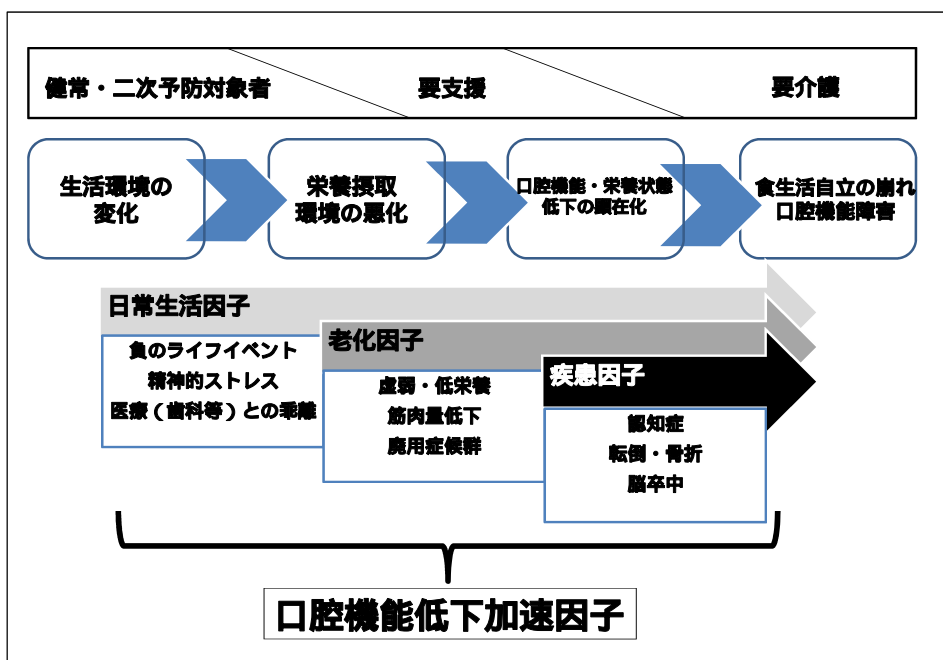 健常・二次予防対象者
要支援
要介護
生活環境の
変化
栄養摂取
環境の悪化
口腔機能・栄養状態
低下の顕在化
食生活自立の崩れ
口腔機能障害
日常生活因子
負のライフイベント
精神的ストレス
医療（歯科等）との乖離
老化因子
虚弱・低栄養
筋肉量低下
廃用症候群
疾患因子
認知症
転倒・骨折
脳卒中
口腔機能低下加速因子